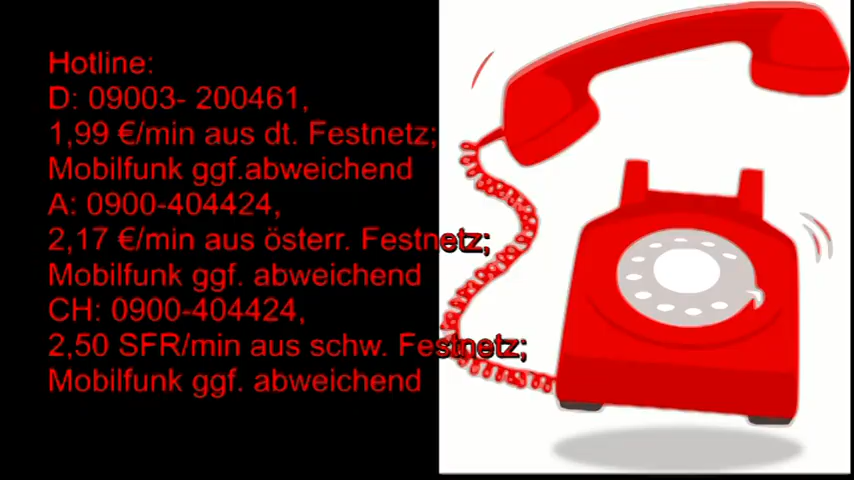 Hotline:
D: 09003- 200461,
1,99 €/min aus dt. Festnetz;
Mobilfunk ggf.abweichend
A: 0900-404424,
2,17 €/min aus österr. Festnetz;
Mobilfunk ggf. abweichend
CH: 0900-404424,
2,50 SFR/min aus schw. Festnetz;
Mobilfunk ggf. abweichend